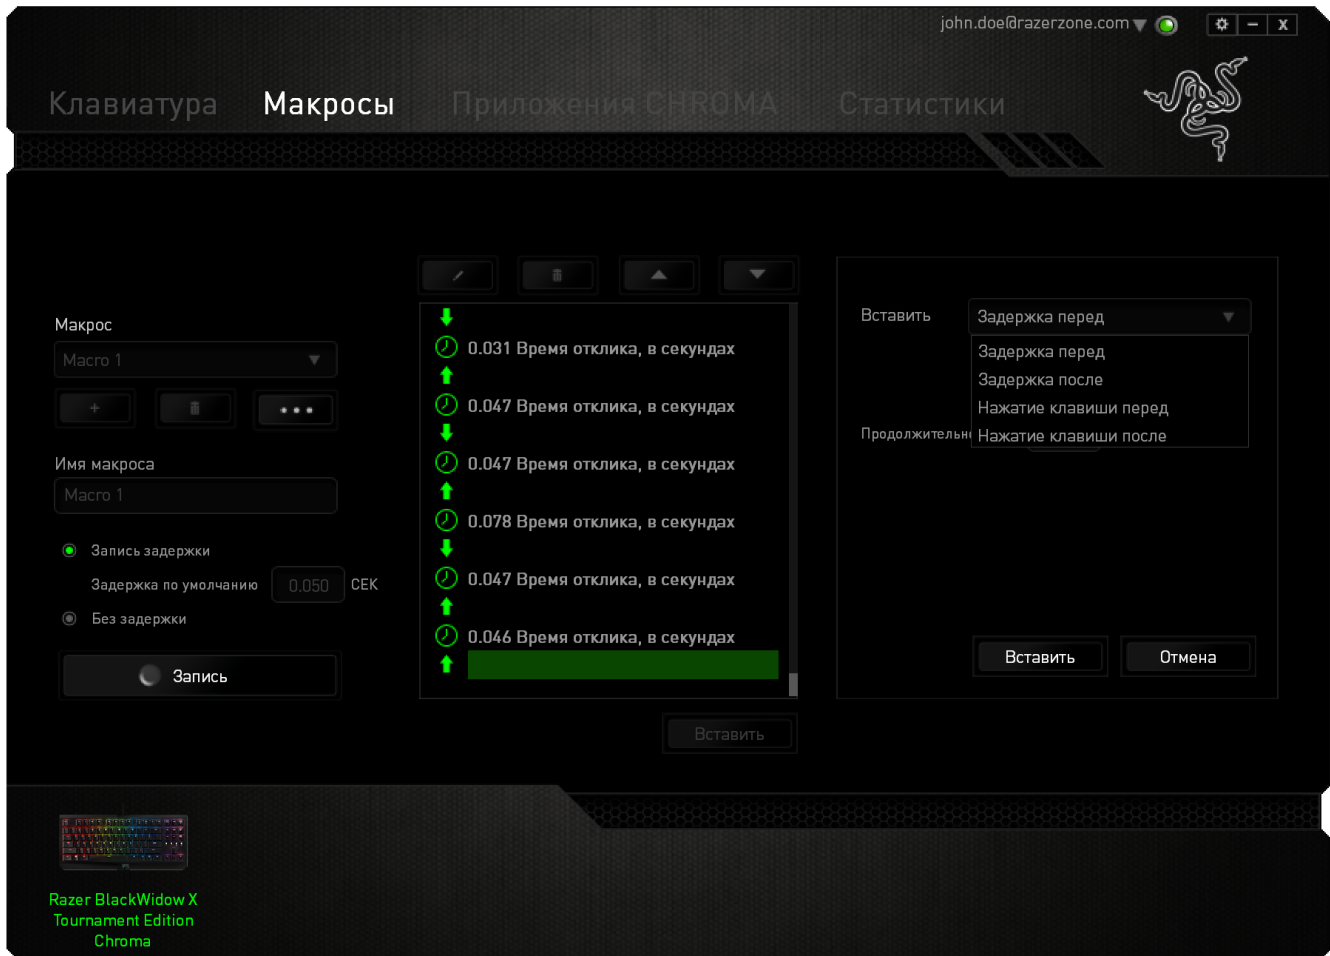 john.doe@razerzone.com
Клавиатура Макросы Приложения CHROMA Статистики
Макрос
Macro 1
Имя макроса
Macro 1
Запись задержки
Задержка по умолчанию 0.050 СЕК
Без задержки
Запись
0.031 Время отклика, в секундах
0.047 Время отклика, в секундах
0.047 Время отклика, в секундах
0.078 Время отклика, в секундах
0.047 Время отклика, в секундах
0.046 Время отклика, в секундах
Вставить
Вставить Задержка перед
Задержка перед
Задержка после
Нажатие клавиши перед
Продолжительно Нажатие клавиши после
Вставить Отмена
Razer BlackWidow X
Tournament Edition
Chroma